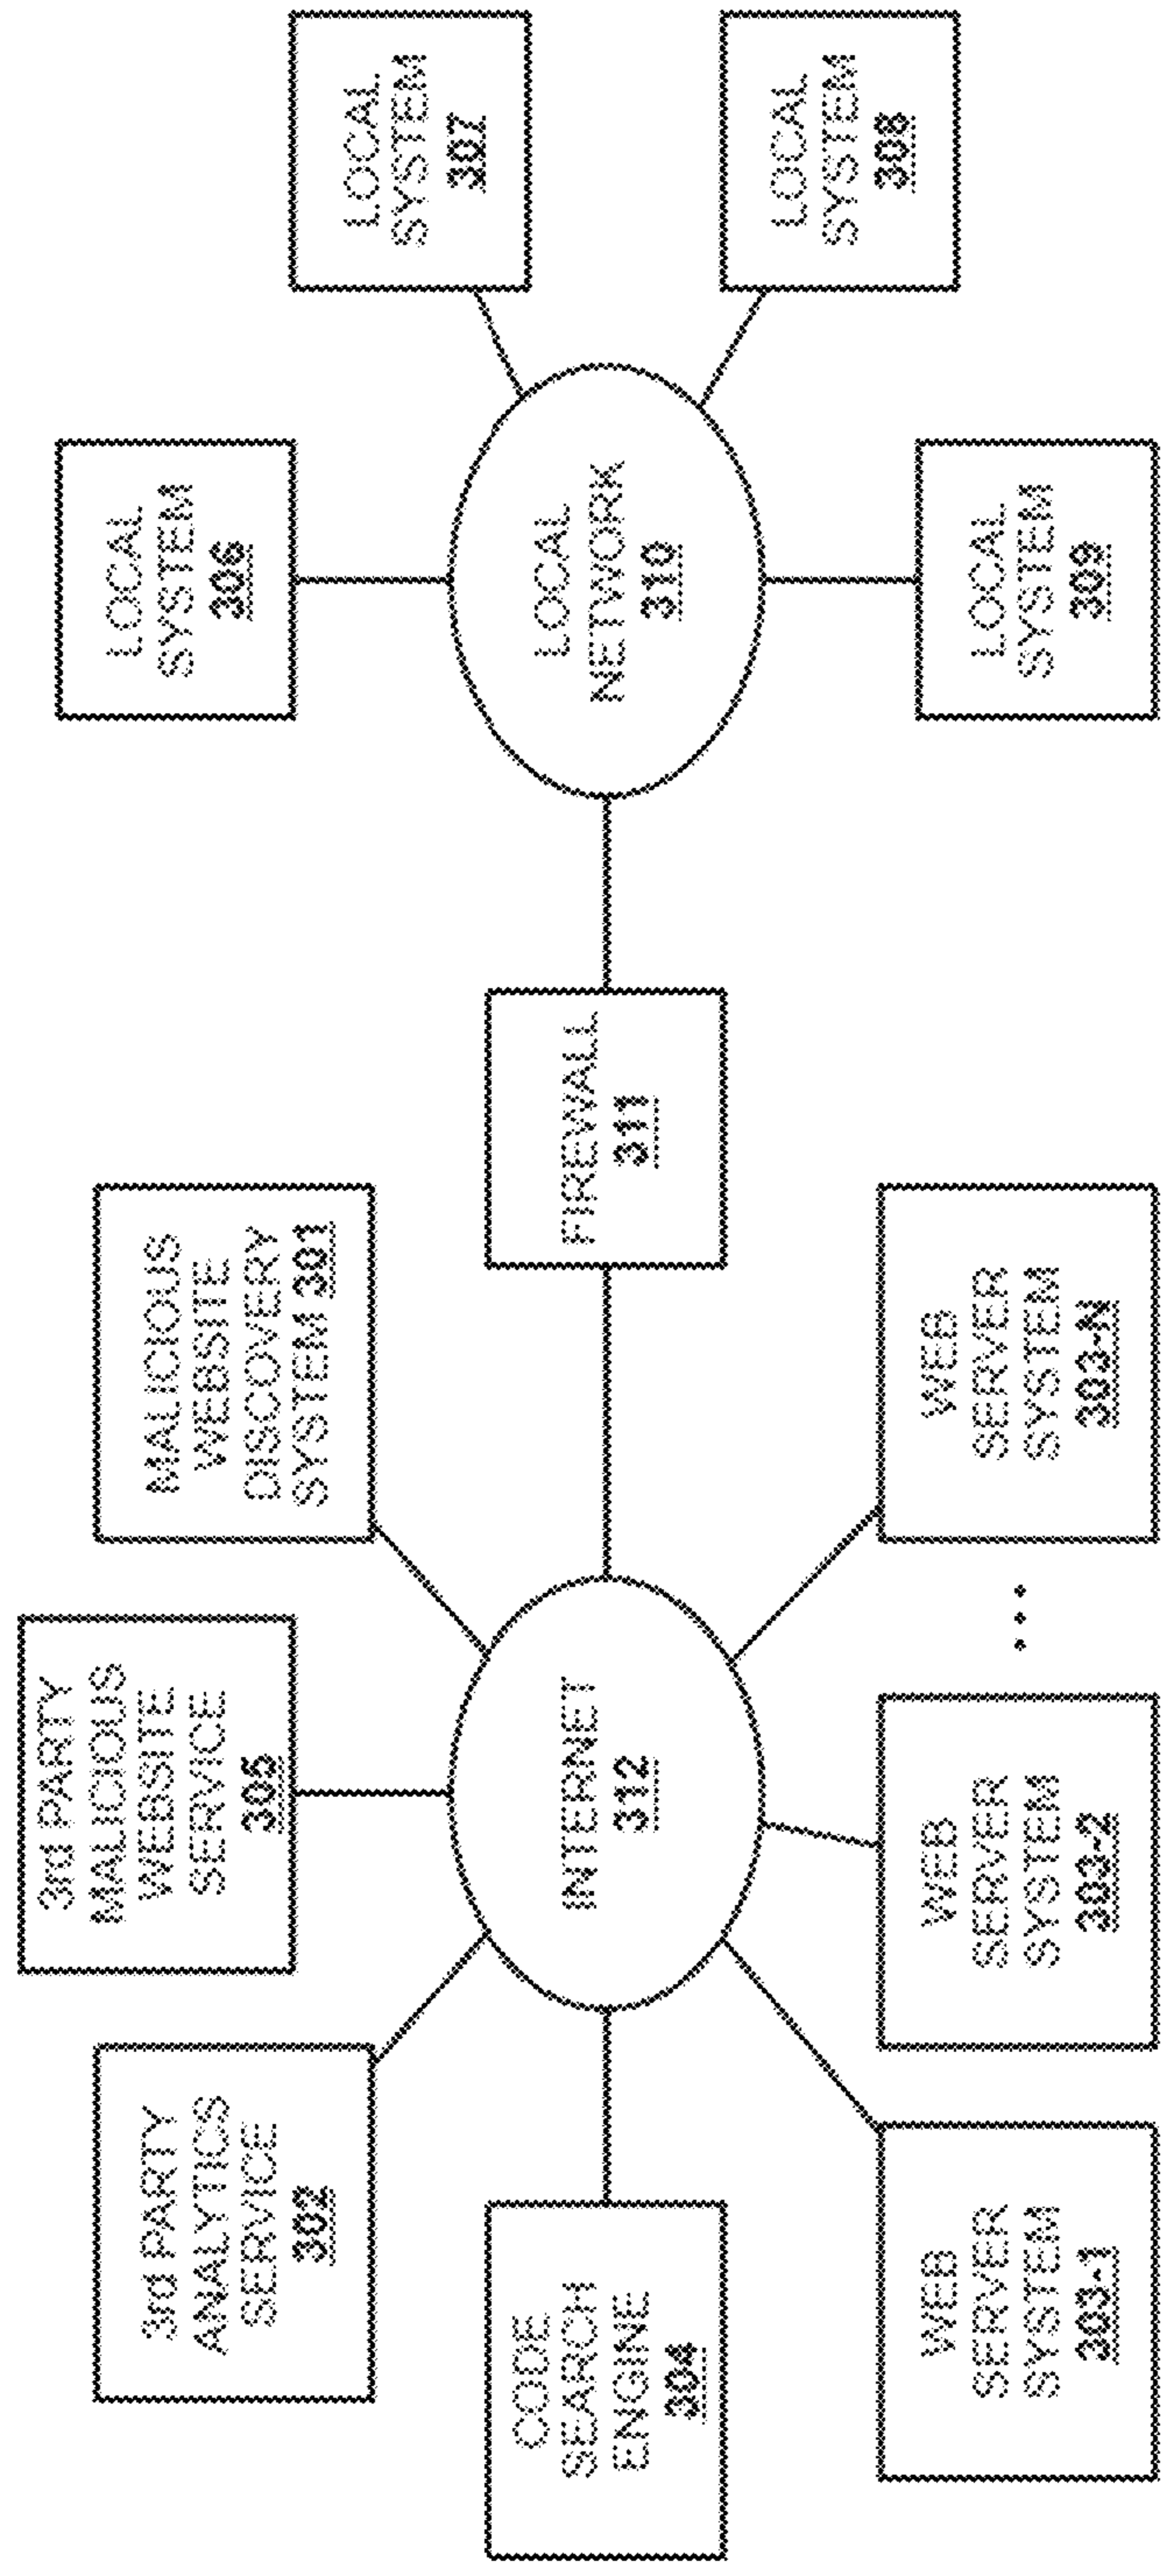 3rd PARTY
ANALYTICS
SERVICE
302
3rd PARTY
MALICIOUS
WEBSITE
SERVICE
305
MALICIOUS
WEBSITE
DISCOVERY
SYSTEM 301
LOCAL
SYSTEM
306
LOCAL
SYSTEM
307
CODE
SEARCH
ENGINE
304
INTERNET
312
FIREWALL
311
LOCAL
NETWORK
310
WEB
SERVER
SYSTEM
303-1
WEB
SERVER
SYSTEM
303-2
...
WEB
SERVER
SYSTEM
303-N
LOCAL
SYSTEM
309
LOCAL
SYSTEM
308